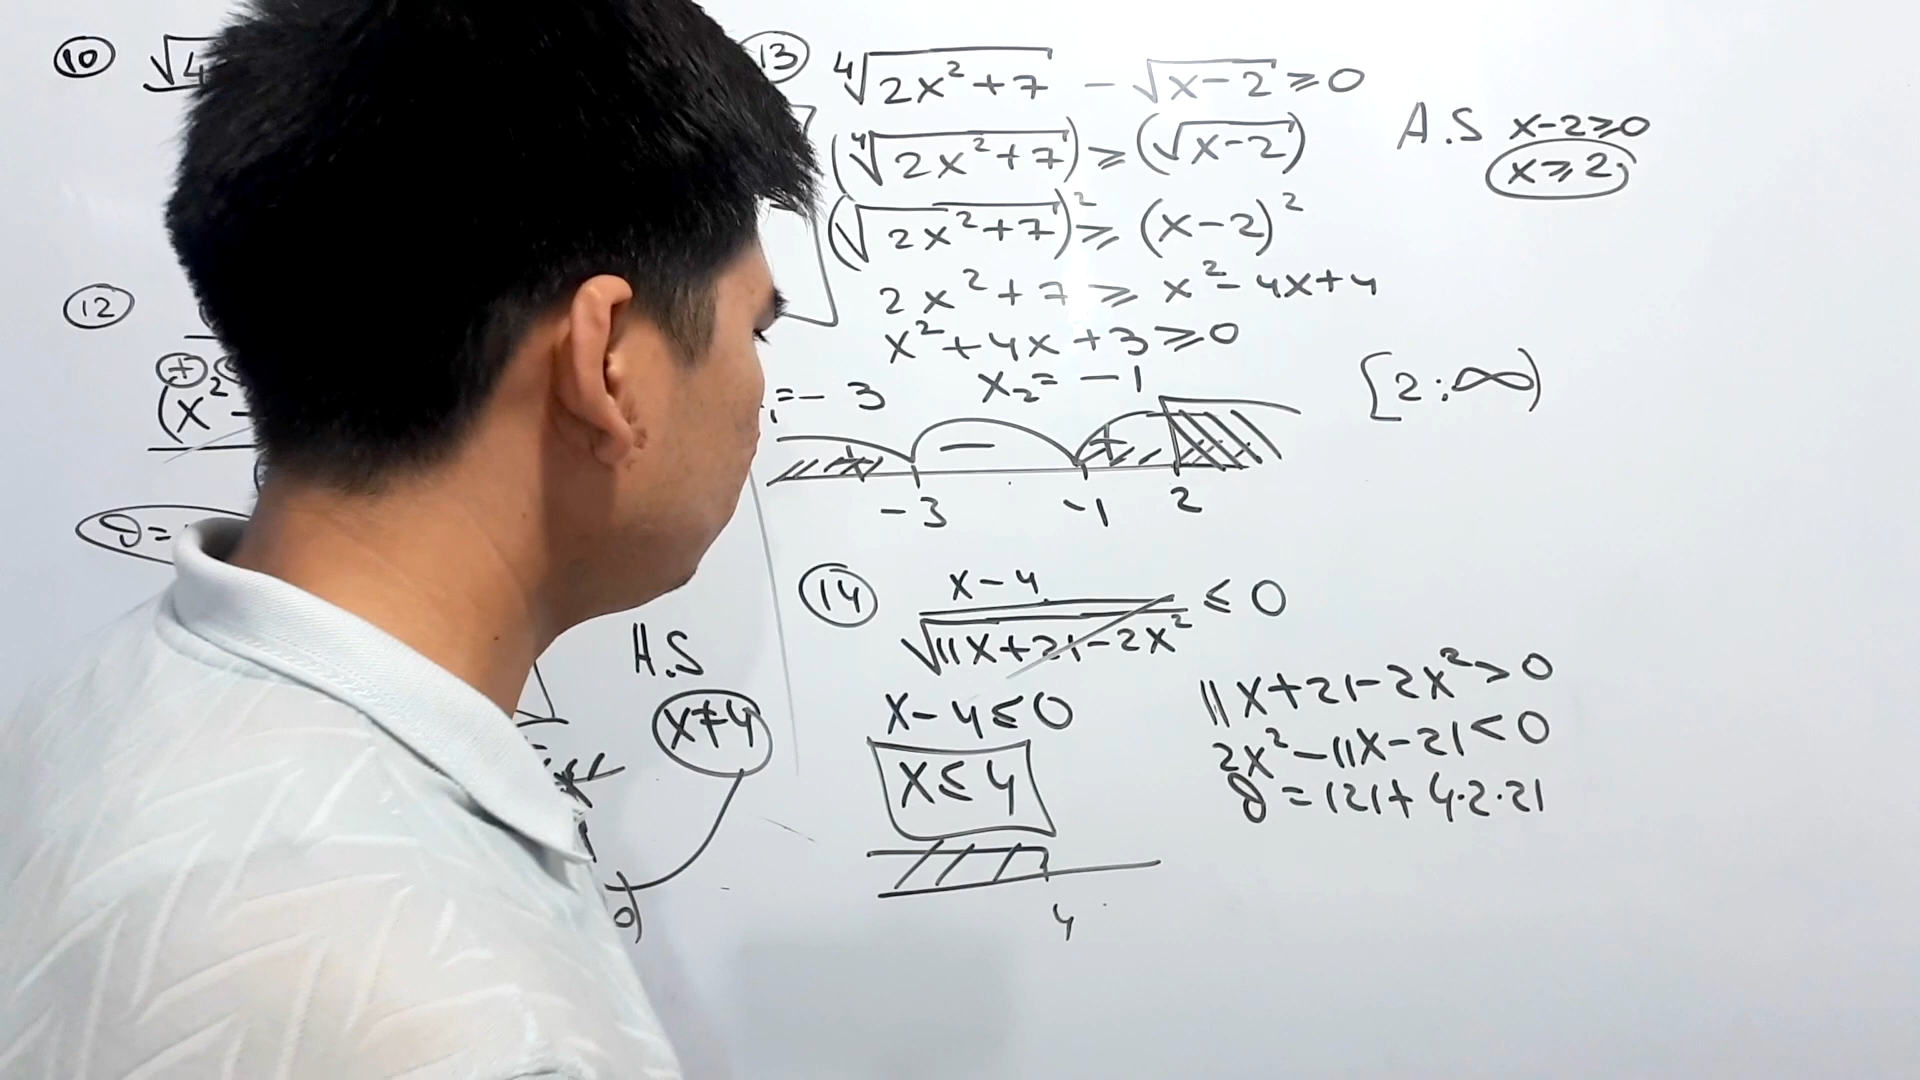 10 √4
12
+
(x² -
D =
A.S
x≠4
0)
13 ⁴√2x²+7 - √x-2 ≥ 0
(⁴√2x²+7) ≥ (√x-2)
(√2x²+7)² ≥ (x-2)²
2x²+7 ≥ x²-4x+4
x²+4x+3 ≥ 0
₁=-3 x₂=-1
+ - +
-3 -1 2
A.S x-2≥0
x≥2
[2:∞)
14 x-4
√11x+21-2x² ≤ 0
x-4≤0
x≤4
4
11x+21-2x²>0
2x²-11x-21<0
D=121+4·2·21